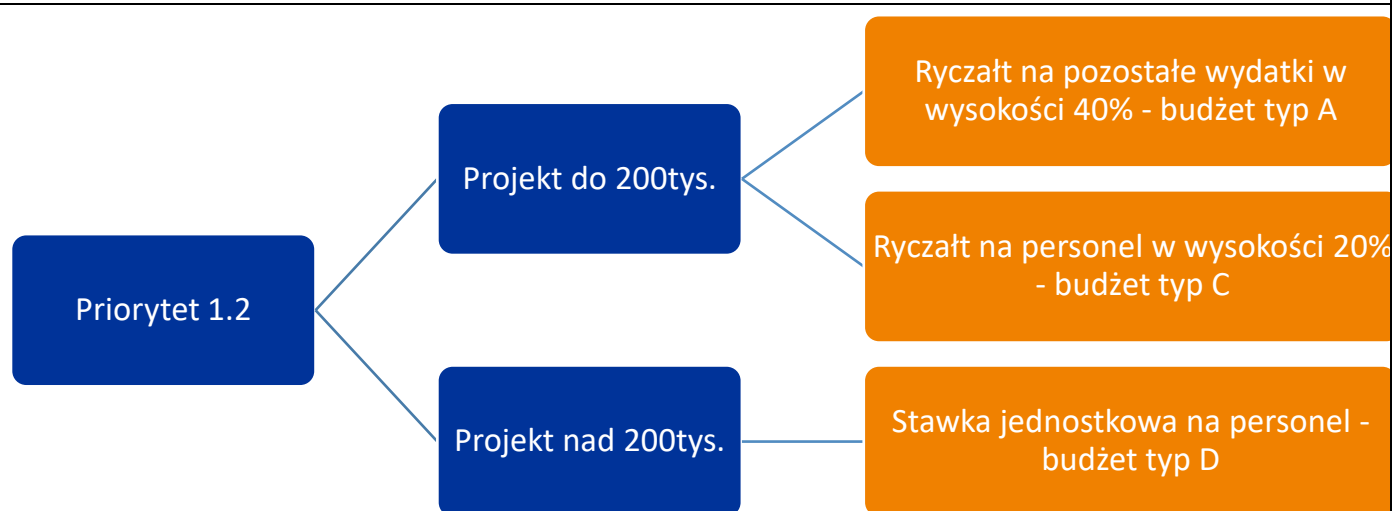 Priorytet 1.2
Projekt do 200tys.
Ryczałt na pozostałe wydatki w
wysokości 40% - budżet typ A
Ryczałt na personel w wysokości 20%
- budżet typ C
Projekt nad 200tys.
Stawka jednostkowa na personel -
budżet typ D